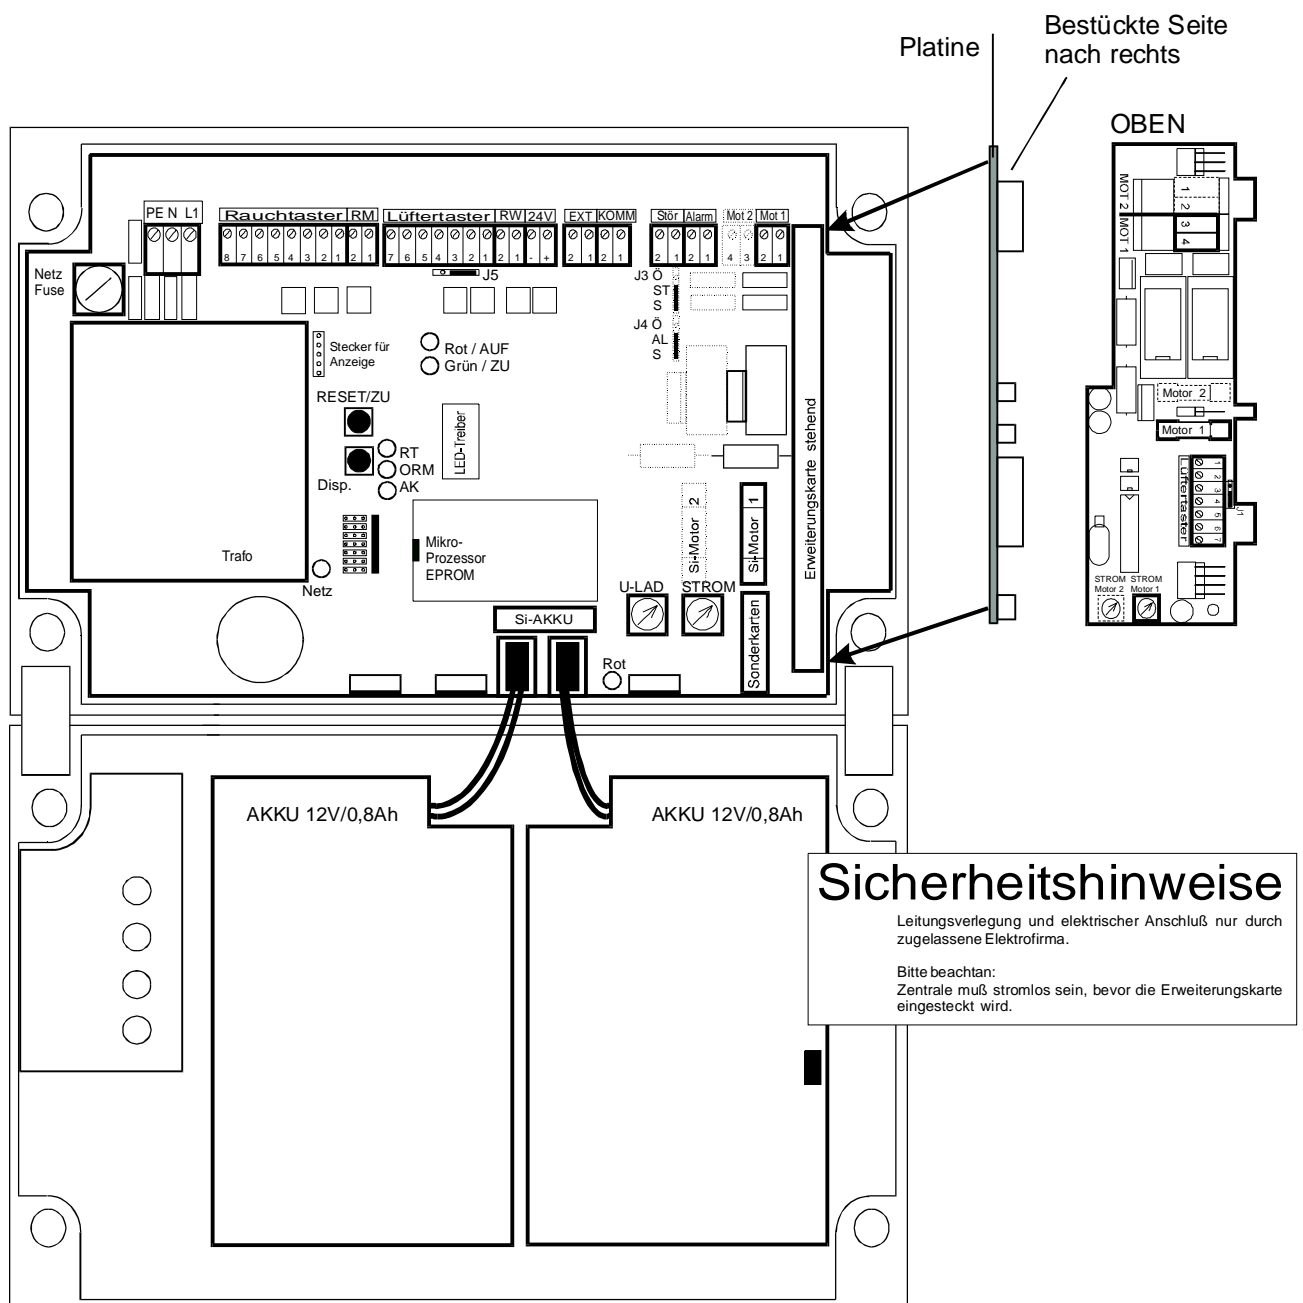 Bestückte Seite
nach rechts
Platine
OBEN
PE N L1
Rauchtaster RM
Lüftertaster RW 24V
EXT KOMM
Stör Alarm
Mot 2 Mot 1
8 7 6 5 4 3 2 1 2 1
7 6 5 4 3 2 1 2 1 - +
2 1 2 1
2 1 2 1
4 3 2 1
J5
Netz
Fuse
J3 Ö
ST
S
J4 Ö
AL
S
Stecker für
Anzeige
Rot / AUF
Grün / ZU
RESET/ZU
LED-Treiber
RT
ORM
AK
Disp.
Trafo
Netz
Mikro-
Prozessor
EPROM
Si-AKKU
U-LAD
STROM
Si-Motor 2
Si-Motor 1
Sonderkarten
Erweiterungskarte stehend
Rot
MOT 2 MOT 1
1
2
3
4
Motor 2
Motor 1
Lüftertaster
1
2
3
4
5
6
7
J1
STROM STROM
Motor 2 Motor 1
AKKU 12V/0,8Ah
AKKU 12V/0,8Ah
Sicherheitshinweise
Leitungsverlegung und elektrischer Anschluß nur durch
zugelassene Elektrofirma.
Bitte beachtan:
Zentrale muß stromlos sein, bevor die Erweiterungskarte
eingesteckt wird.